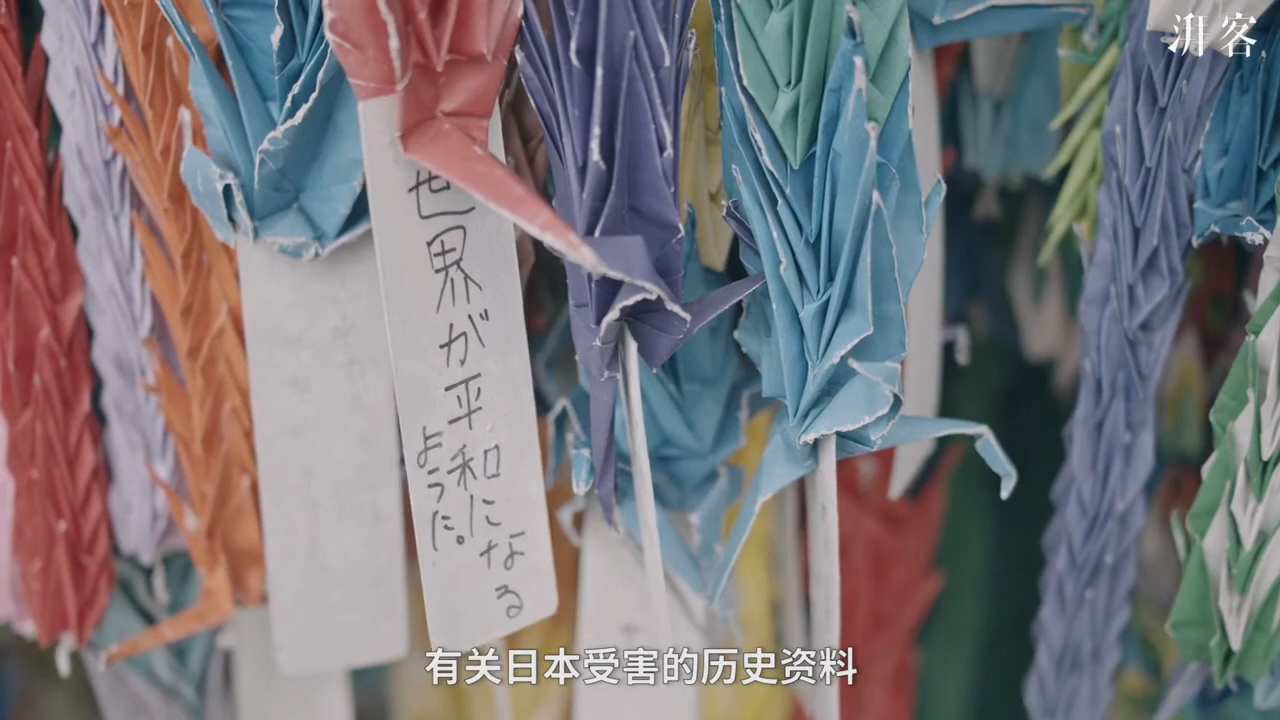 湃客
世界が平和になる
ように。
有关日本受害的历史资料